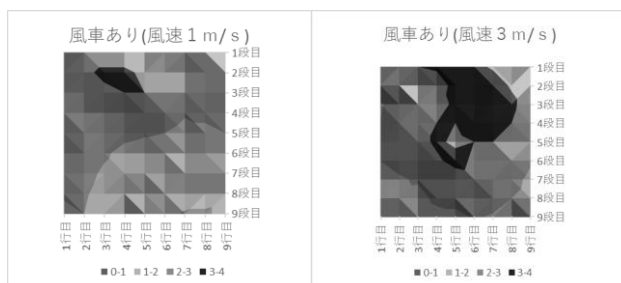 風車あり(風速１ｍ/ｓ)
1段目
2段目
3段目
4段目
5段目
6段目
7段目
8段目
9段目
1行目
2行目
3行目
4行目
5行目
6行目
7行目
8行目
9行目
■0-1 ■1-2 ■2-3 ■3-4
風車あり(風速３ｍ/ｓ)
1段目
2段目
3段目
4段目
5段目
6段目
7段目
8段目
9段目
1行目
2行目
3行目
4行目
5行目
6行目
7行目
8行目
9行目
■0-1 ■1-2 ■2-3 ■3-4